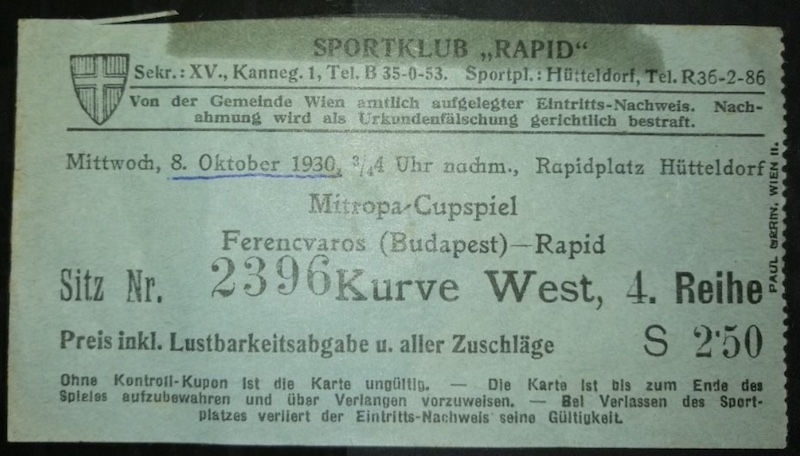 SPORTKLUB „RAPID“
Sekr.: XV., Kanneg. 1, Tel. B 35-0-53. Sportpl.: Hütteldorf, Tel. R36-2-86
Von der Gemeinde Wien amtlich aufgelegter Eintritts-Nachweis. Nach-
ahmung wird als Urkundenfälschung gerichtlich bestraft.
Mittwoch, 8. Oktober 1930, 3/44 Uhr nachm., Rapidplatz Hütteldorf
Mitropa-Cupspiel
Ferencvaros (Budapest)—Rapid
Sitz Nr. 2396 Kurve West, 4. Reihe
Preis inkl. Lustbarkeitsabgabe u. aller Zuschläge S 2·50
Ohne Kontroll-Kupon ist die Karte ungültig. — Die Karte ist bis zum Ende des
Spieles aufzubewahren und über Verlangen vorzuweisen. — Bei Verlassen des Sport-
platzes verliert der Eintritts-Nachweis seine Gültigkeit.
PAUL GERIN, WIEN II.